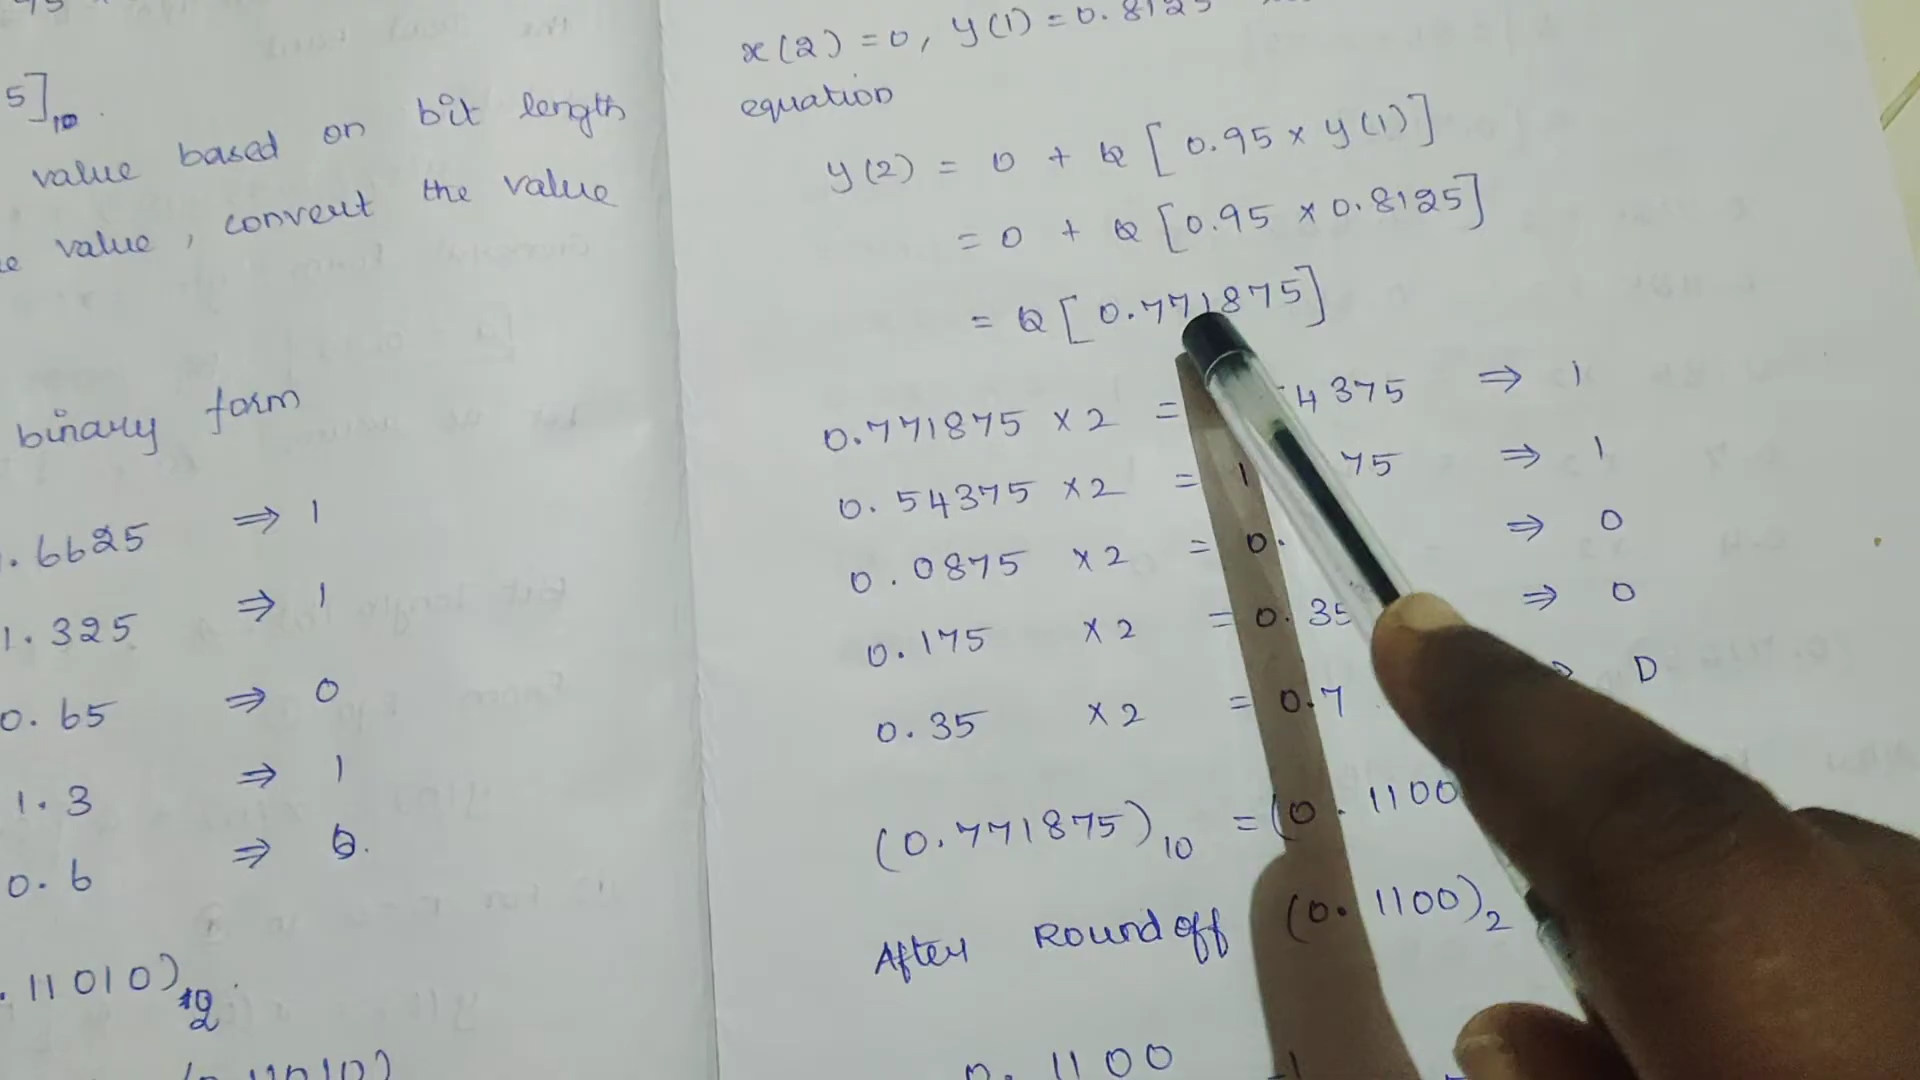 5]₁₀.
value based on bit length
value, convert the value
binary form
.6625 ⇒ 1
1.325 ⇒ 1
0.65 ⇒ 0
1.3 ⇒ 1
0.6 ⇒ 0.
.11010)₂
x(2) = 0, y(1) = 0.8125
equation
y(2) = 0 + Q [0.95 × y(1)]
= 0 + Q [0.95 × 0.8125]
= Q [0.771875]
0.771875 × 2 = 54375 ⇒ 1
0.54375 × 2 = 1 75 ⇒ 1
0.0875 × 2 = 0. ⇒ 0
0.175 × 2 = 0.35 ⇒ 0
0.35 × 2 = 0.7 ⇒ 0
(0.771875)₁₀ = (0.1100
After Roundoff (0.1100)₂
0.1100